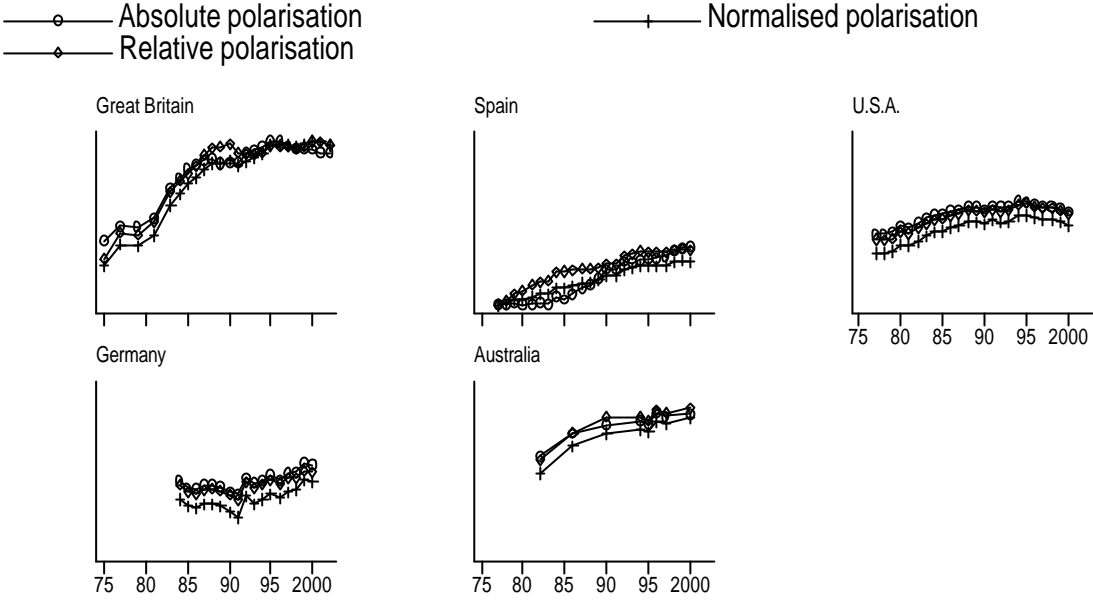 Absolute polarisation
Normalised polarisation
Relative polarisation
Great Britain
Spain
U.S.A.
75 80 85 90 95 2000
Germany
Australia
75 80 85 90 95 2000
75 80 85 90 95 2000